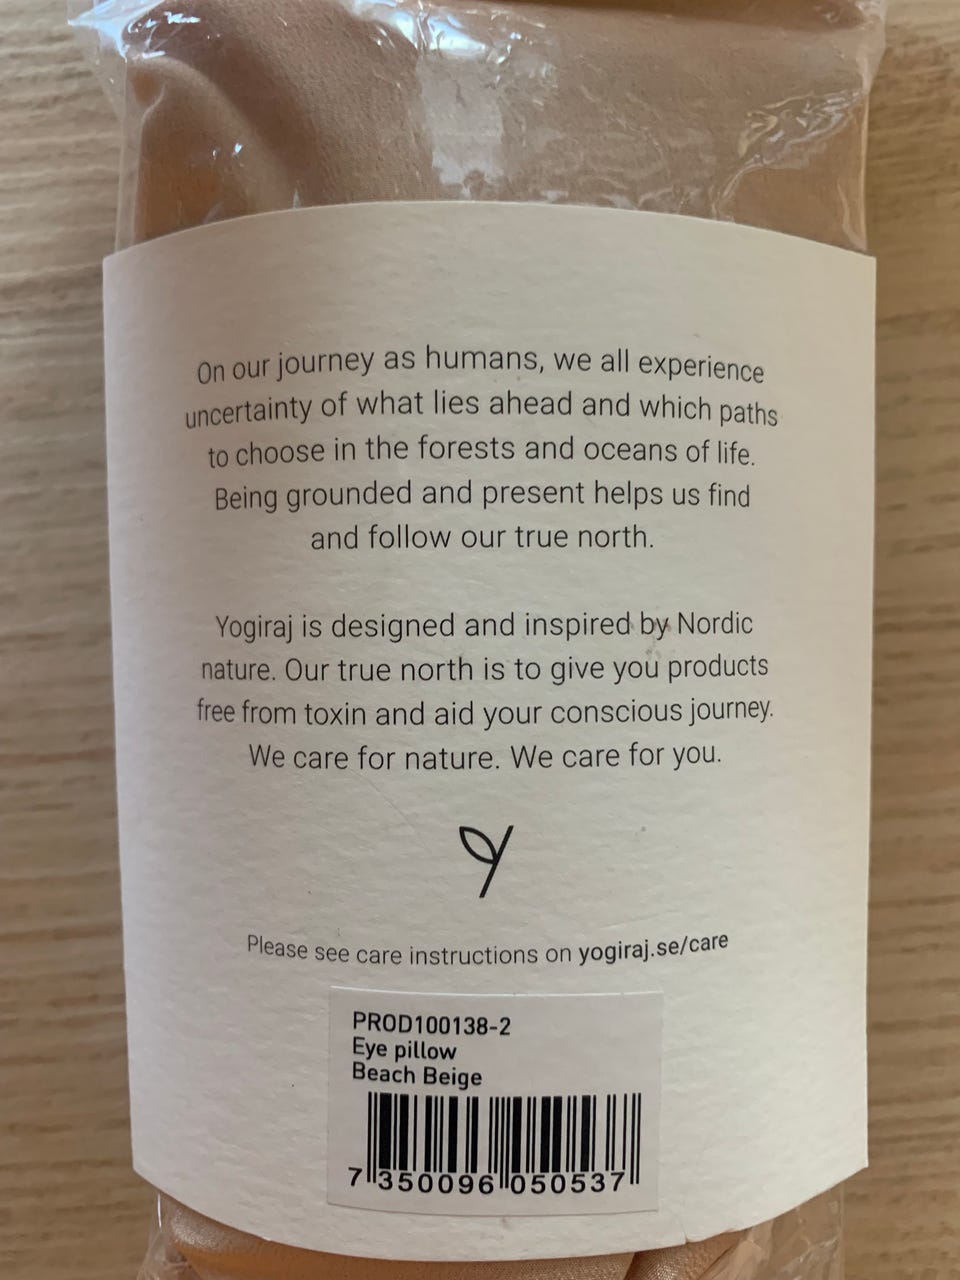 On our journey as humans, we all experience
uncertainty of what lies ahead and which paths
to choose in the forests and oceans of life.
Being grounded and present helps us find
and follow our true north.
Yogiraj is designed and inspired by Nordic
nature. Our true north is to give you products
free from toxin and aid your conscious journey.
We care for nature. We care for you.
Please see care instructions on yogiraj.se/care
PROD100138-2
Eye pillow
Beach Beige
7 350096 050537